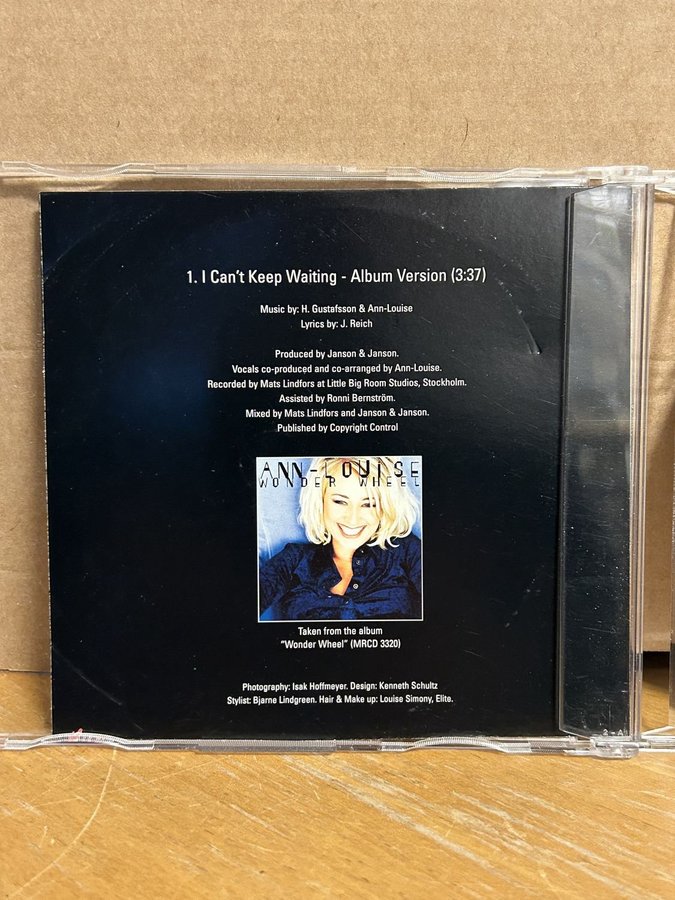 1. I Can't Keep Waiting - Album Version (3:37)
Music by: H. Gustafsson & Ann-Louise
Lyrics by: J. Reich
Produced by Janson & Janson.
Vocals co-produced and co-arranged by Ann-Louise.
Recorded by Mats Lindfors at Little Big Room Studios, Stockholm.
Assisted by Ronni Bernström.
Mixed by Mats Lindfors and Janson & Janson.
Published by Copyright Control
ANN-LOUISE
WONDER WHEEL
Taken from the album
"Wonder Wheel" (MRCD 3320)
Photography: Isak Hoffmeyer. Design: Kenneth Schultz
Stylist: Bjarne Lindgreen. Hair & Make up: Louise Simony, Elite.